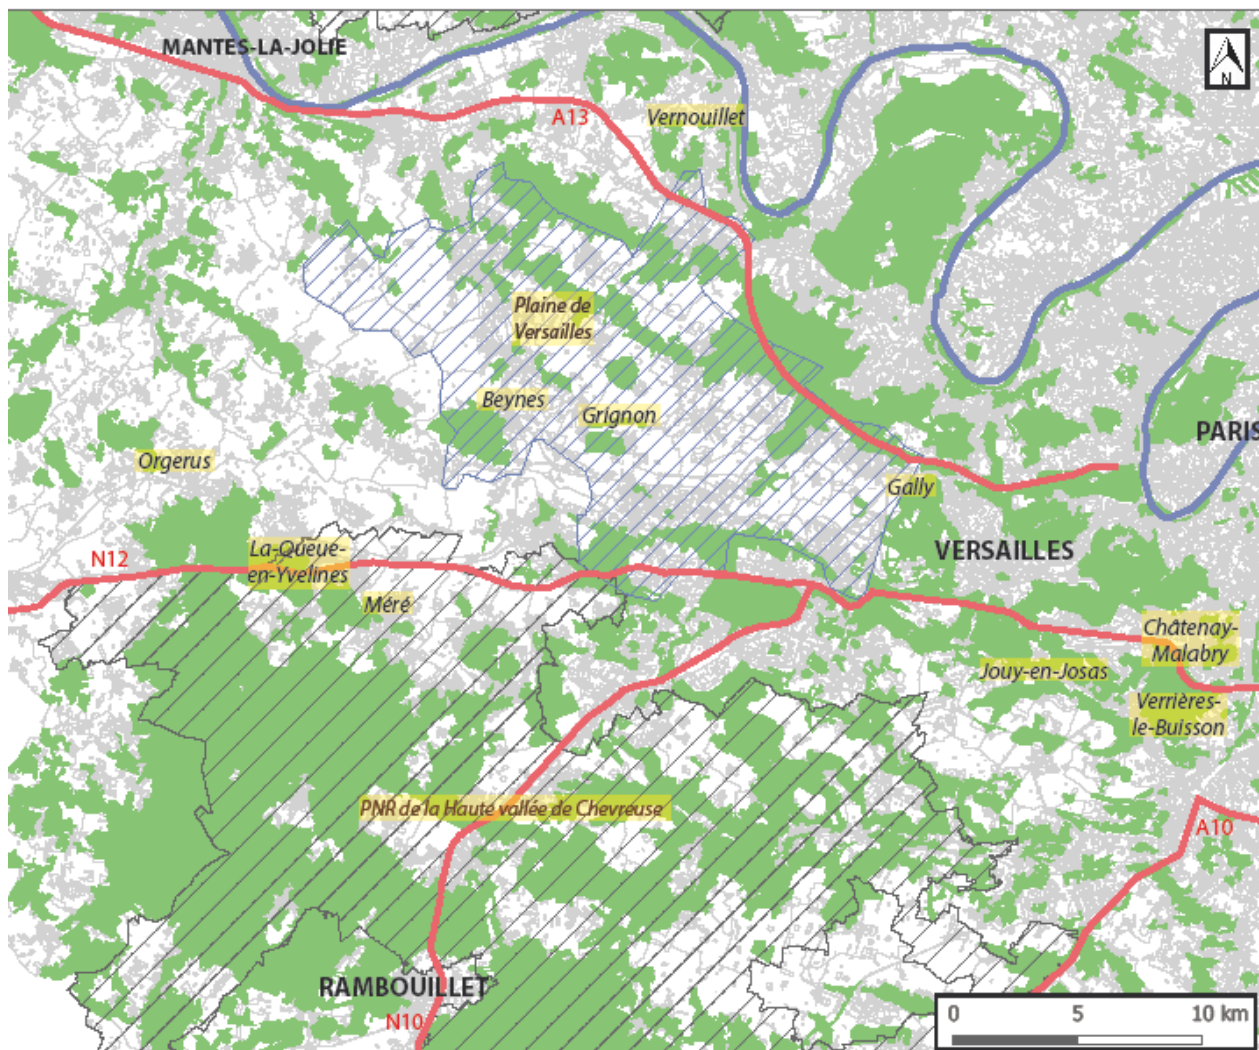 MANTES-LA-JOLIE
N
A13
Vernouillet
Plaine de
Versailles
Beynes
Grignon
PARIS
Orgerus
Gally
VERSAILLES
N12
La-Queue-
en-Yvelines
Méré
Châtenay-
Malabry
Jouy-en-Josas
Verrières-
le-Buisson
PNR de la Haute vallée de Chevreuse
A10
RAMBOUILLET
N10
0 5 10 km